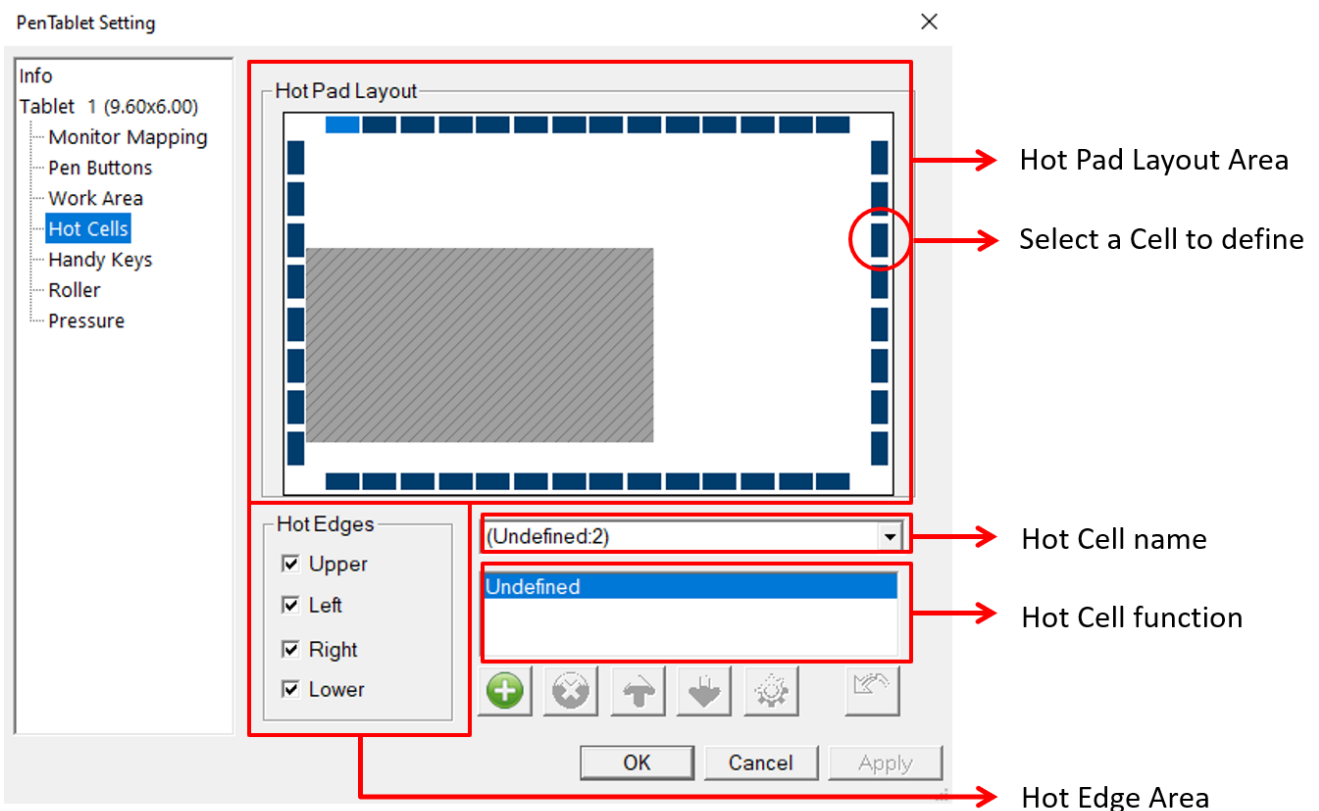 PenTablet Setting
Info
Tablet 1 (9.60x6.00)
Monitor Mapping
Pen Buttons
Work Area
Hot Cells
Handy Keys
Roller
Pressure
Hot Pad Layout
Hot Pad Layout Area
Select a Cell to define
Hot Edges
Upper
Left
Right
Lower
(Undefined:2)
Hot Cell name
Undefined
Hot Cell function
OK
Cancel
Apply
Hot Edge Area